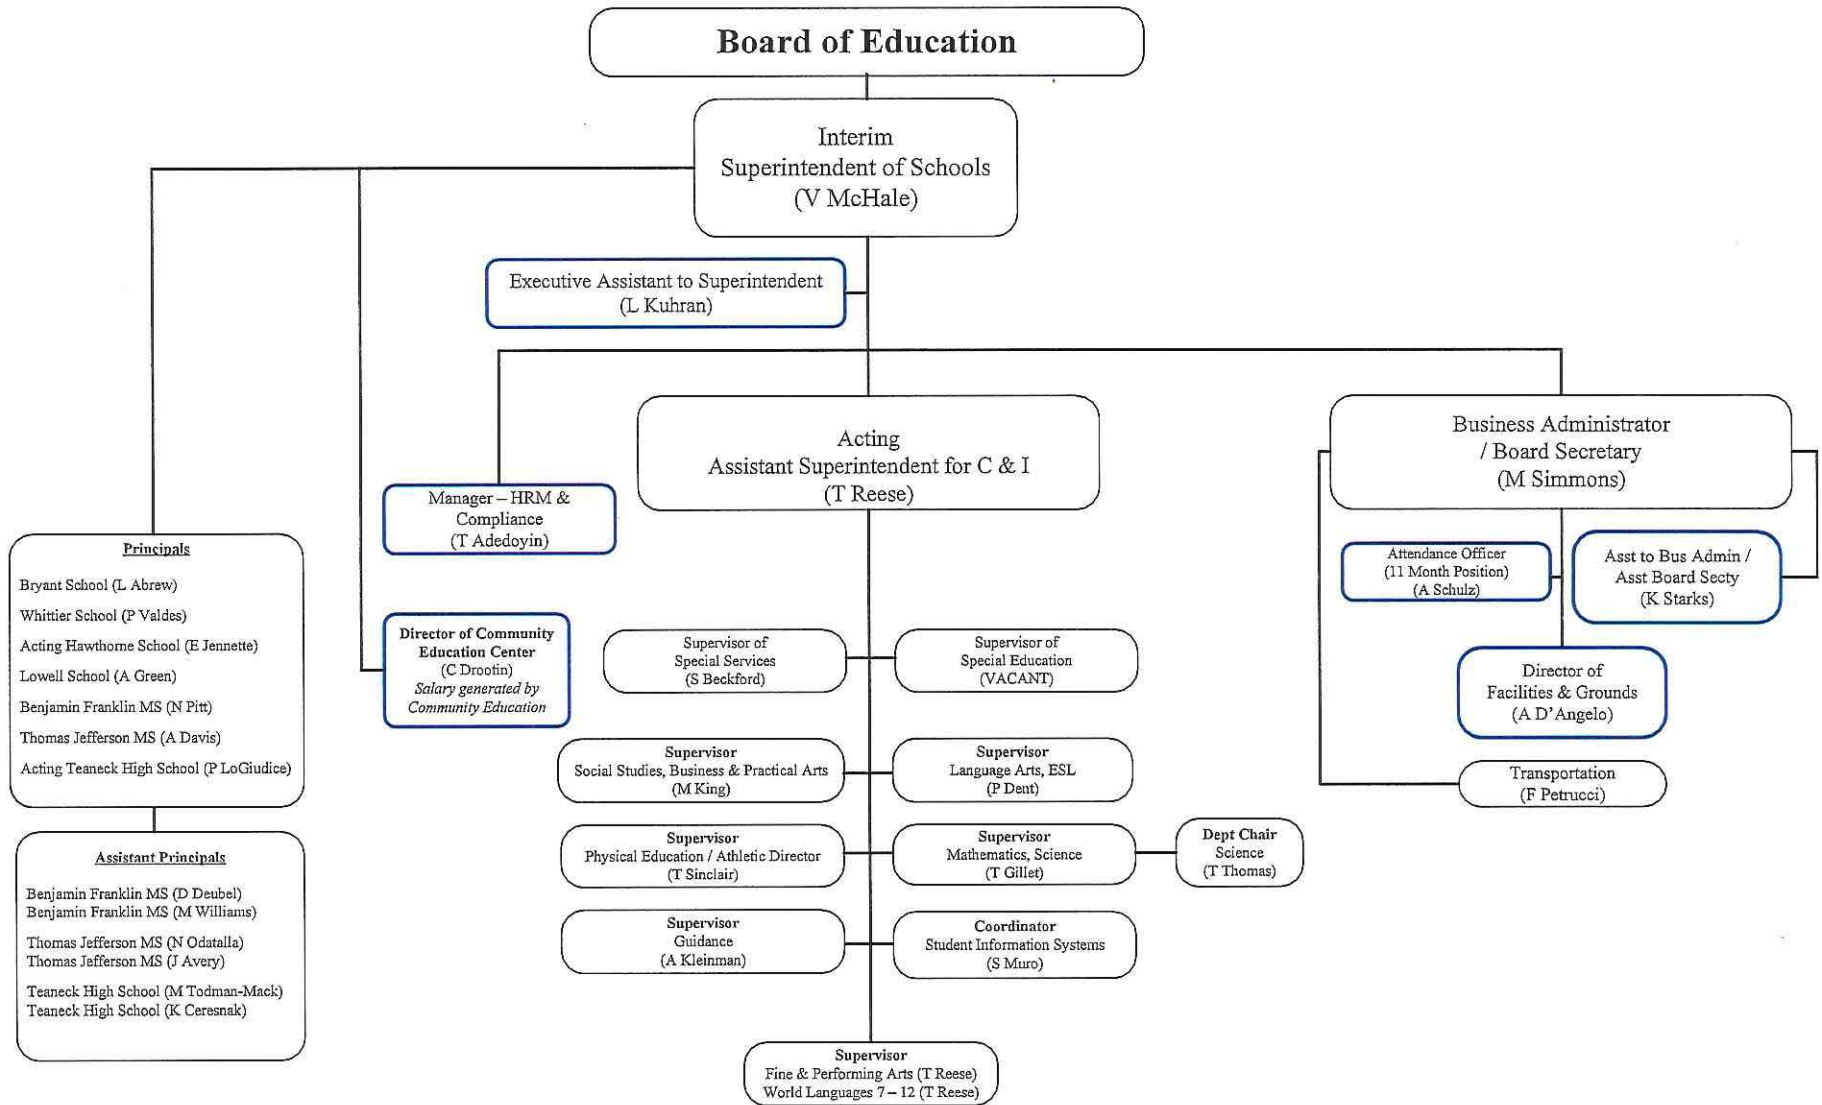 Board of Education
Interim
Superintendent of Schools
(V McHale)
Executive Assistant to Superintendent
(L Kuhran)
Acting
Assistant Superintendent for C & I
(T Reese)
Business Administrator
/ Board Secretary
(M Simmons)
Manager – HRM &
Compliance
(T Adedoyin)
Attendance Officer
(11 Month Position)
(A Schulz)
Asst to Bus Admin /
Asst Board Secty
(K Starks)
Principals
Bryant School (L Abrew)
Whittier School (P Valdes)
Acting Hawthorne School (E Jennette)
Lowell School (A Green)
Benjamin Franklin MS (N Pitt)
Thomas Jefferson MS (A Davis)
Acting Teaneck High School (P LoGiudice)
Director of Community
Education Center
(C Drootin)
Salary generated by
Community Education
Supervisor of
Special Services
(S Beckford)
Supervisor of
Special Education
(VACANT)
Director of
Facilities & Grounds
(A D'Angelo)
Supervisor
Social Studies, Business & Practical Arts
(M King)
Supervisor
Language Arts, ESL
(P Dent)
Transportation
(F Petrucci)
Supervisor
Physical Education / Athletic Director
(T Sinclair)
Supervisor
Mathematics, Science
(T Gillet)
Dept Chair
Science
(T Thomas)
Assistant Principals
Benjamin Franklin MS (D Deubel)
Benjamin Franklin MS (M Williams)
Thomas Jefferson MS (N Odatalla)
Thomas Jefferson MS (J Avery)
Teaneck High School (M Todman-Mack)
Teaneck High School (K Ceresnak)
Supervisor
Guidance
(A Kleinman)
Coordinator
Student Information Systems
(S Muro)
Supervisor
Fine & Performing Arts (T Reese)
World Languages 7 – 12 (T Reese)